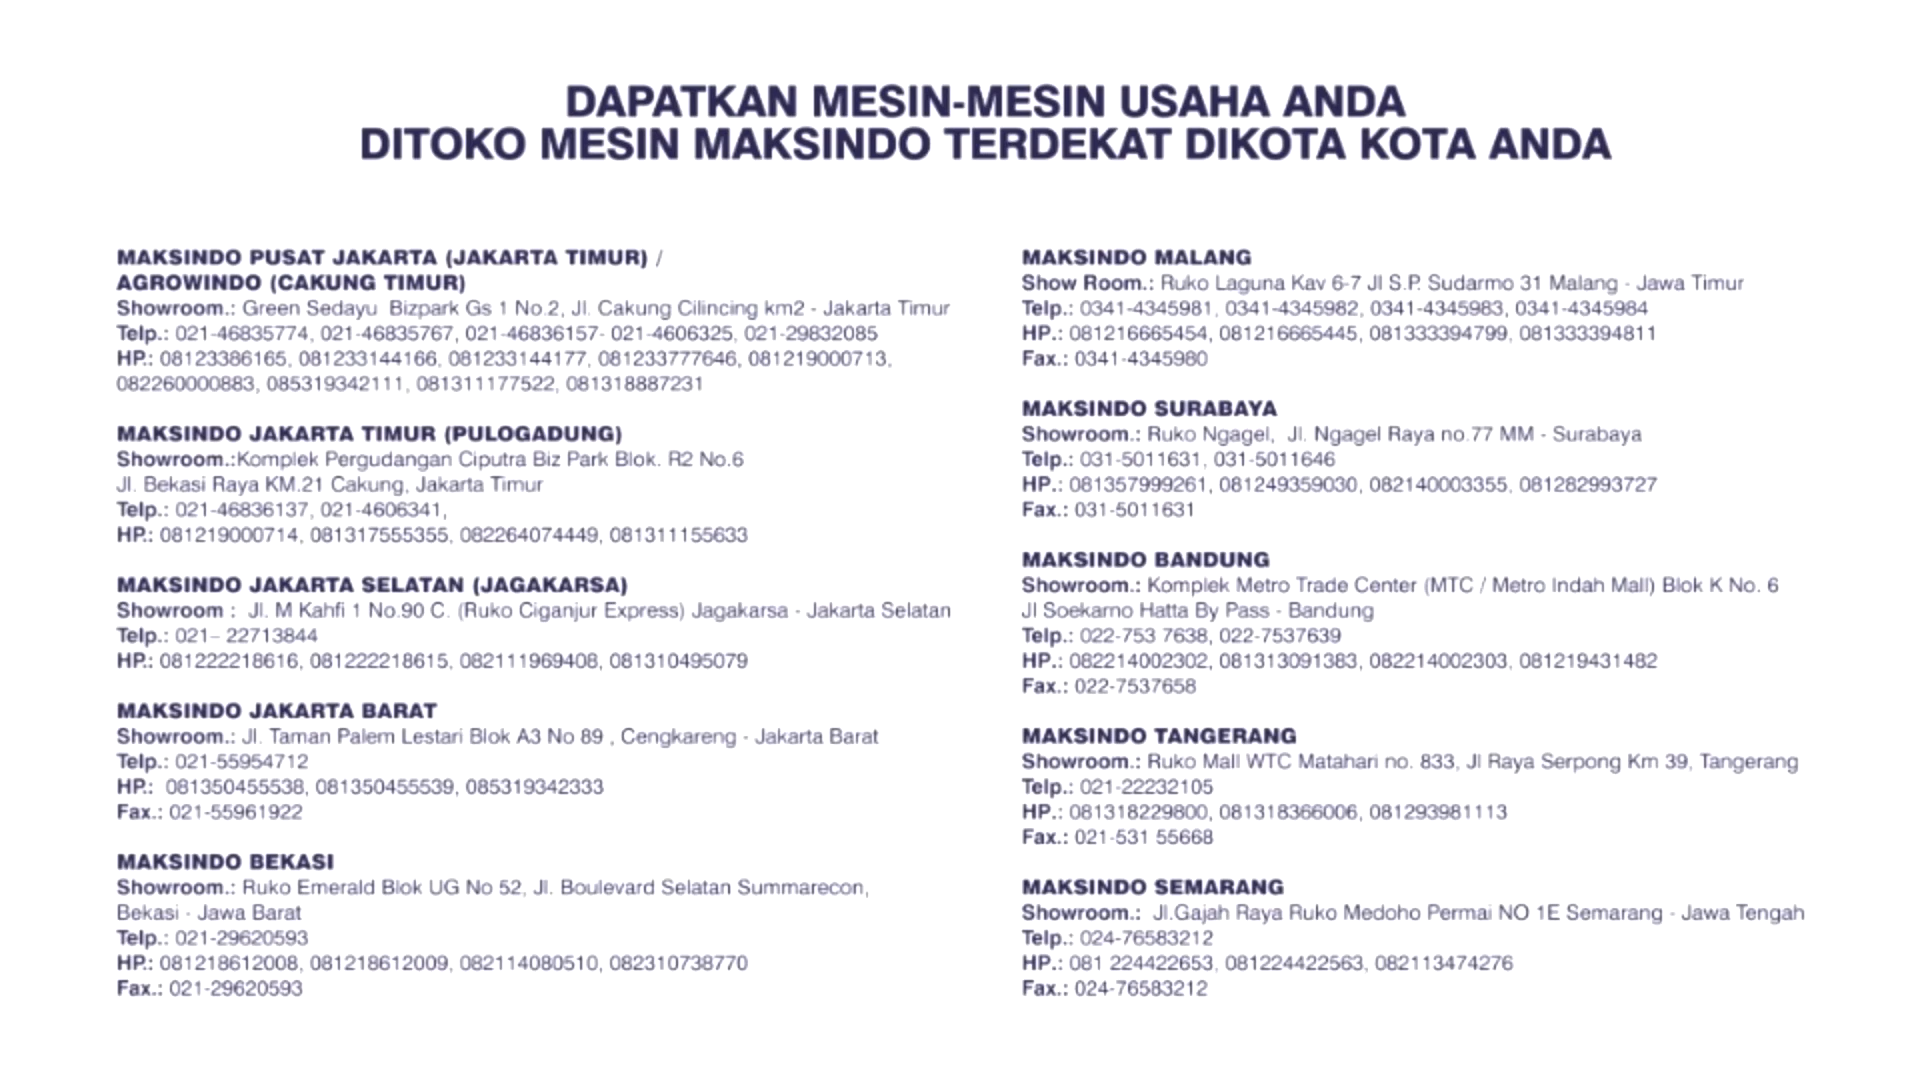 DAPATKAN MESIN-MESIN USAHA ANDA
DITOKO MESIN MAKSINDO TERDEKAT DIKOTA KOTA ANDA
MAKSINDO PUSAT JAKARTA (JAKARTA TIMUR) /
AGROWINDO (CAKUNG TIMUR)
Showroom.: Green Sedayu Bizpark Gs 1 No.2, Jl. Cakung Cilincing km2 - Jakarta Timur
Telp.: 021-46835774, 021-46835767, 021-46836157- 021-4606325, 021-29832085
HP.: 08123386165, 081233144166, 081233144177, 081233777646, 081219000713,
082260000883, 085319342111, 081311177522, 081318887231
MAKSINDO JAKARTA TIMUR (PULOGADUNG)
Showroom.:Komplek Pergudangan Ciputra Biz Park Blok. R2 No.6
Jl. Bekasi Raya KM.21 Cakung, Jakarta Timur
Telp.: 021-46836137, 021-4606341,
HP.: 081219000714, 081317555355, 082264074449, 081311155633
MAKSINDO JAKARTA SELATAN (JAGAKARSA)
Showroom : Jl. M Kahfi 1 No.90 C. (Ruko Ciganjur Express) Jagakarsa - Jakarta Selatan
Telp.: 021– 22713844
HP.: 081222218616, 081222218615, 082111969408, 081310495079
MAKSINDO JAKARTA BARAT
Showroom.: Jl. Taman Palem Lestari Blok A3 No 89 , Cengkareng - Jakarta Barat
Telp.: 021-55954712
HP.: 081350455538, 081350455539, 085319342333
Fax.: 021-55961922
MAKSINDO BEKASI
Showroom.: Ruko Emerald Blok UG No 52, Jl. Boulevard Selatan Summarecon,
Bekasi - Jawa Barat
Telp.: 021-29620593
HP.: 081218612008, 081218612009, 082114080510, 082310738770
Fax.: 021-29620593
MAKSINDO MALANG
Show Room.: Ruko Laguna Kav 6-7 Jl S.P. Sudarmo 31 Malang - Jawa Timur
Telp.: 0341-4345981, 0341-4345982, 0341-4345983, 0341-4345984
HP.: 081216665454, 081216665445, 081333394799, 081333394811
Fax.: 0341-4345980
MAKSINDO SURABAYA
Showroom.: Ruko Ngagel, Jl. Ngagel Raya no.77 MM - Surabaya
Telp.: 031-5011631, 031-5011646
HP.: 081357999261, 081249359030, 082140003355, 081282993727
Fax.: 031-5011631
MAKSINDO BANDUNG
Showroom.: Komplek Metro Trade Center (MTC / Metro Indah Mall) Blok K No. 6
Jl Soekarno Hatta By Pass - Bandung
Telp.: 022-753 7638, 022-7537639
HP.: 082214002302, 081313091383, 082214002303, 081219431482
Fax.: 022-7537658
MAKSINDO TANGERANG
Showroom.: Ruko Mall WTC Matahari no. 833, Jl Raya Serpong Km 39, Tangerang
Telp.: 021-22232105
HP.: 081318229800, 081318366006, 081293981113
Fax.: 021-531 55668
MAKSINDO SEMARANG
Showroom.: Jl.Gajah Raya Ruko Medoho Permai NO 1E Semarang - Jawa Tengah
Telp.: 024-76583212
HP.: 081 224422653, 081224422563, 082113474276
Fax.: 024-76583212